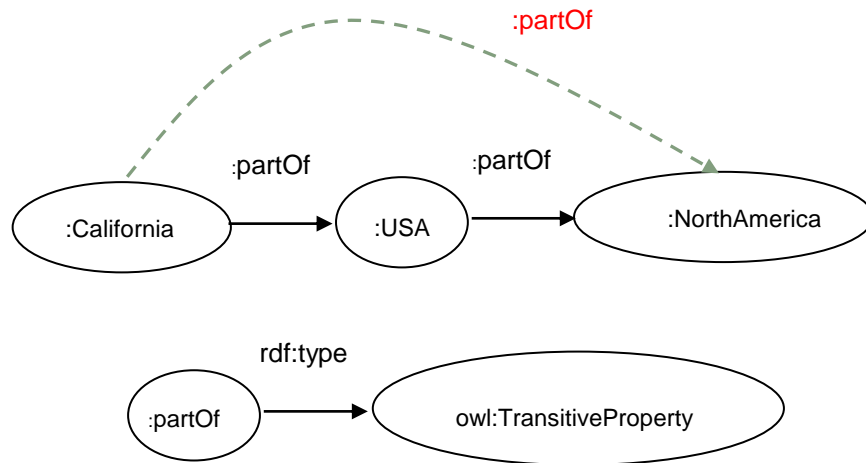 :partOf
:partOf
:partOf
:California
:USA
:NorthAmerica
rdf:type
:partOf
owl:TransitiveProperty